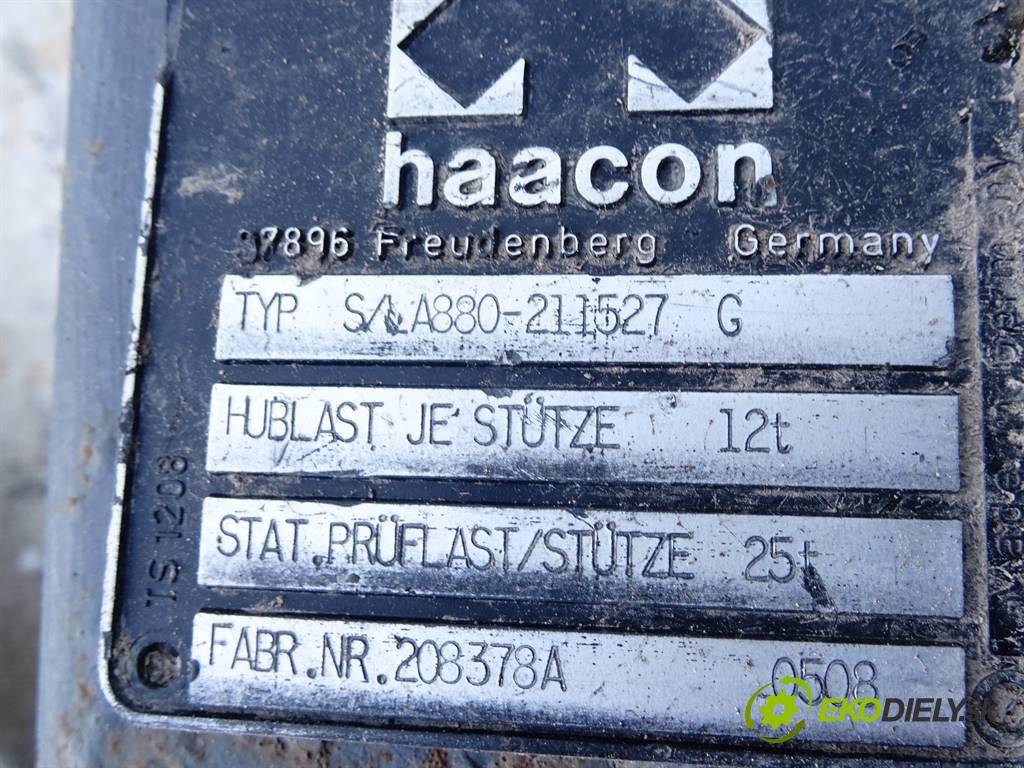 haacon
97896 Freudenberg Germany
TYP S/LA880-211527 G
HUBLAST JE STÜTZE 12t
STAT.PRÜFLAST/STÜTZE 25t
FABR.NR.208378A 0508
TS 1208
EKODIELY